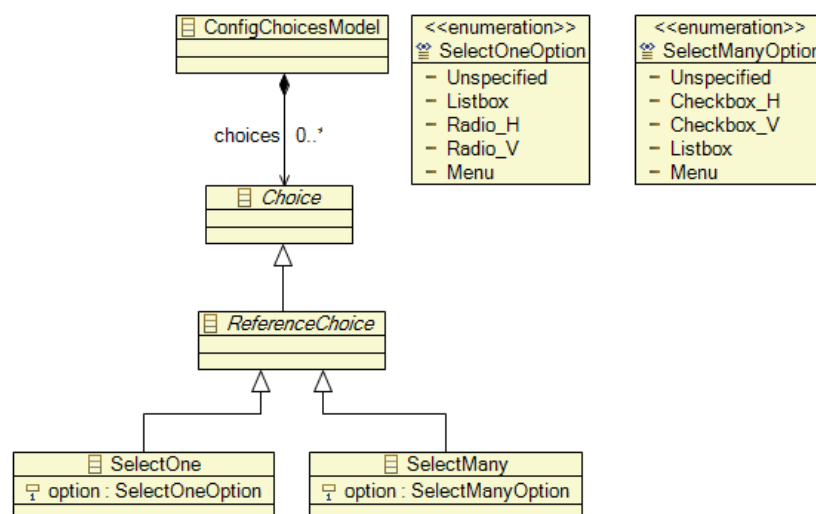 ConfigChoicesModel
choices 0..*
Choice
ReferenceChoice
SelectOne
option : SelectOneOption
SelectMany
option : SelectManyOption
<<enumeration>>
SelectOneOption
Unspecified
Listbox
Radio_H
Radio_V
Menu
<<enumeration>>
SelectManyOption
Unspecified
Checkbox_H
Checkbox_V
Listbox
Menu